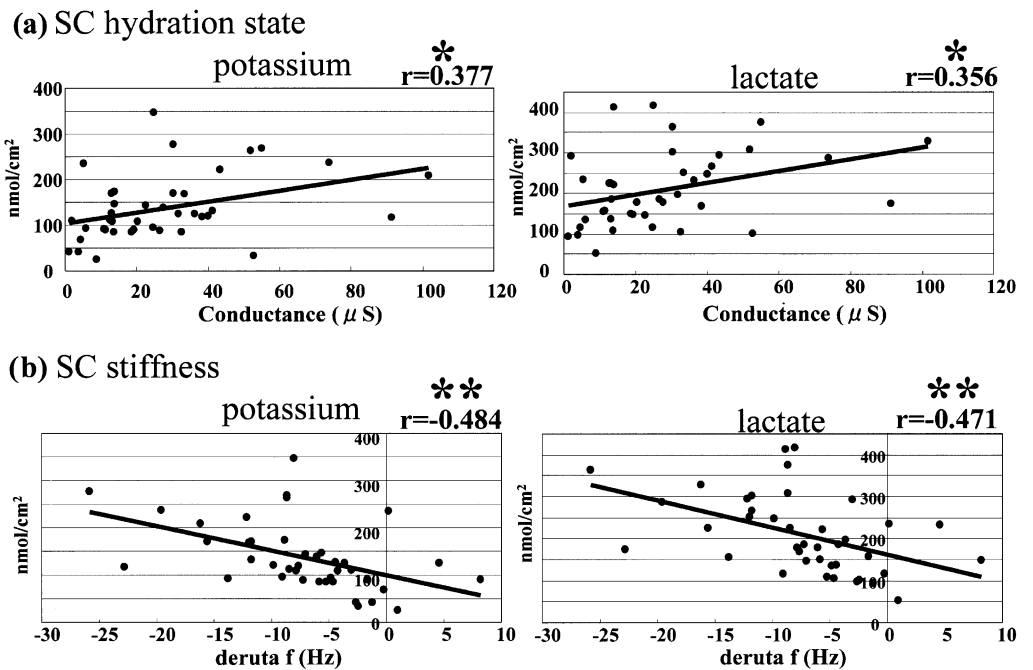 (a) SC hydration state
potassium
*
r=0.377
400
300
200
100
0
nmol/cm²
0 20 40 60 80 100 120
Conductance ( μ S)
lactate
*
r=0.356
400
300
200
100
0
nmol/cm²
0 20 40 60 80 100 120
Conductance ( μ S)
(b) SC stiffness
potassium
**
r=-0.484
400
300
200
100
0
nmol/cm²
-30 -25 -20 -15 -10 -5 0 5 10
deruta f (Hz)
lactate
**
r=-0.471
400
300
200
100
0
nmol/cm²
-30 -25 -20 -15 -10 -5 0 5 10
deruta f (Hz)